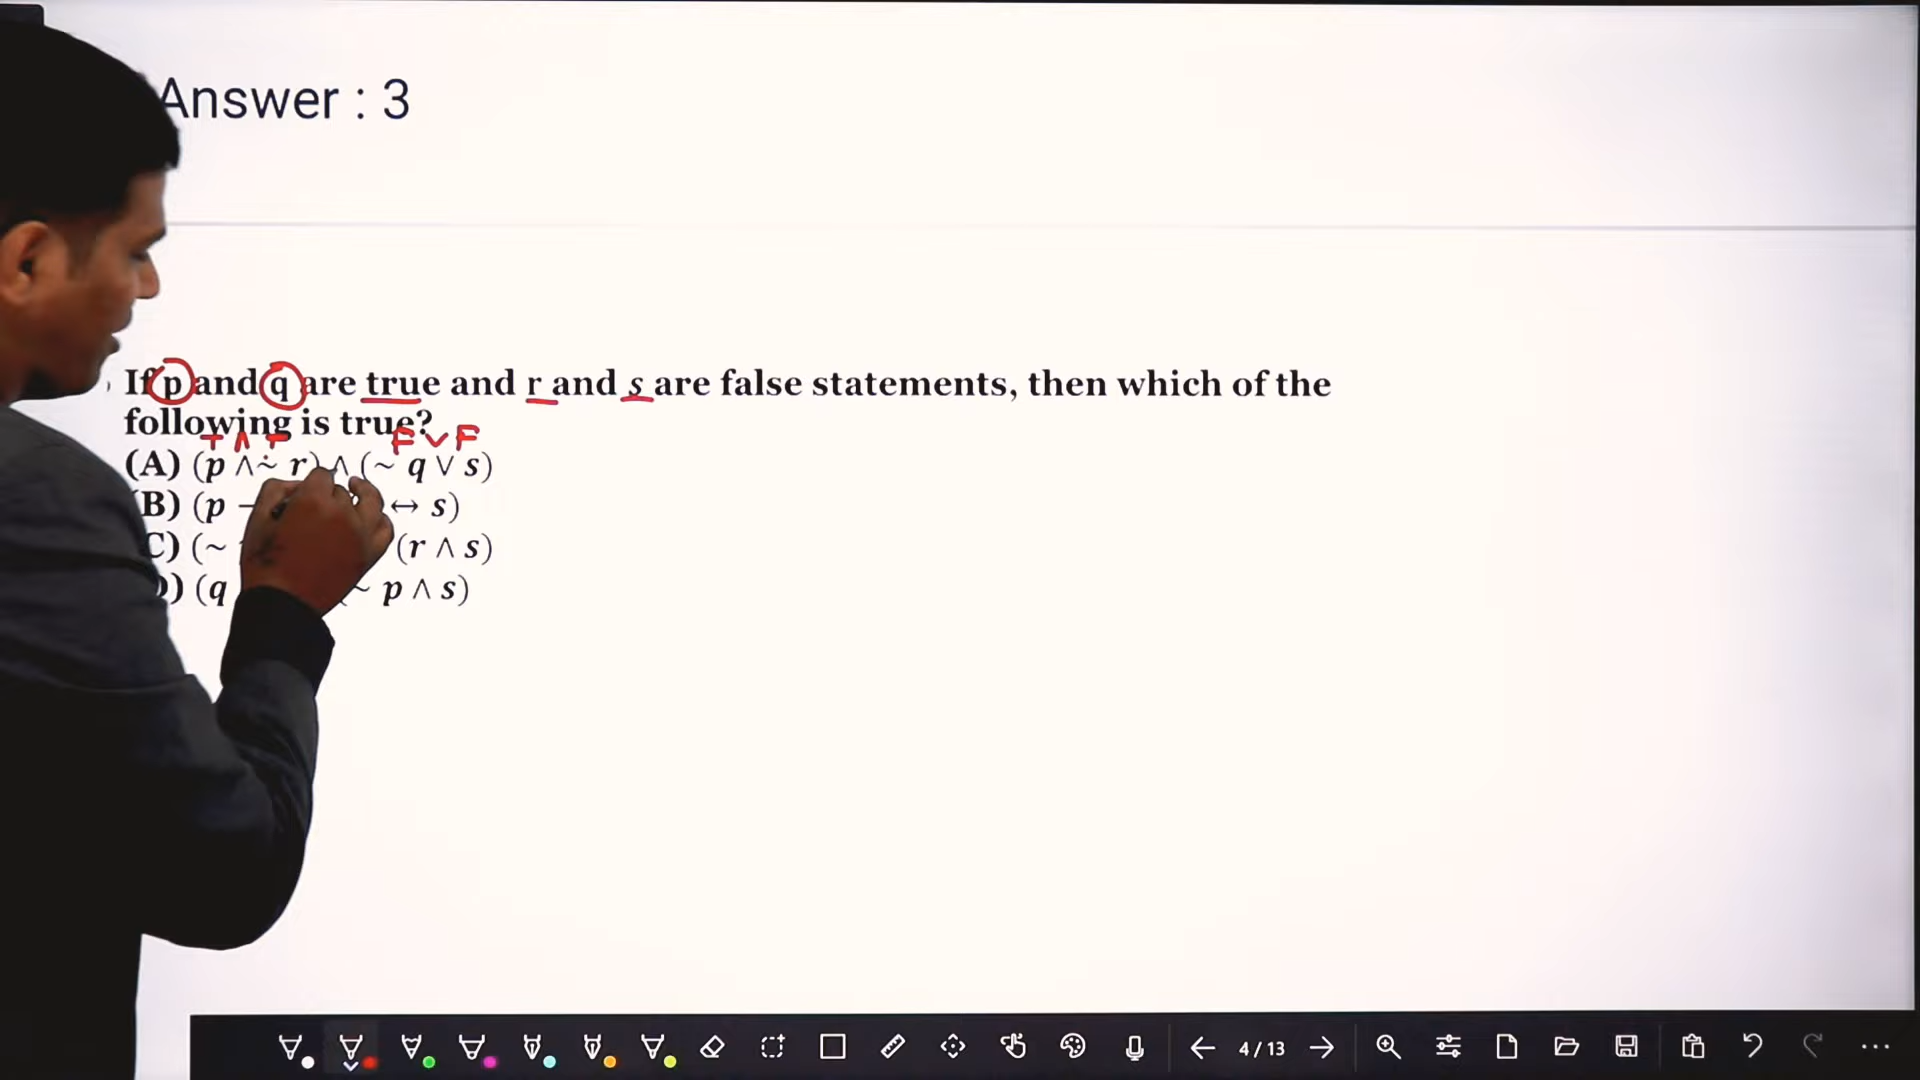 Answer : 3
If p and q are true and r and s are false statements, then which of the
following is true?
T ∧ T F ∨ F
(A) (p ∧ ~ r) ∧ (~ q ∨ s)
B) (p ↔ s)
C) (~ (r ∧ s)
) (q ~ p ∧ s)
4 / 13